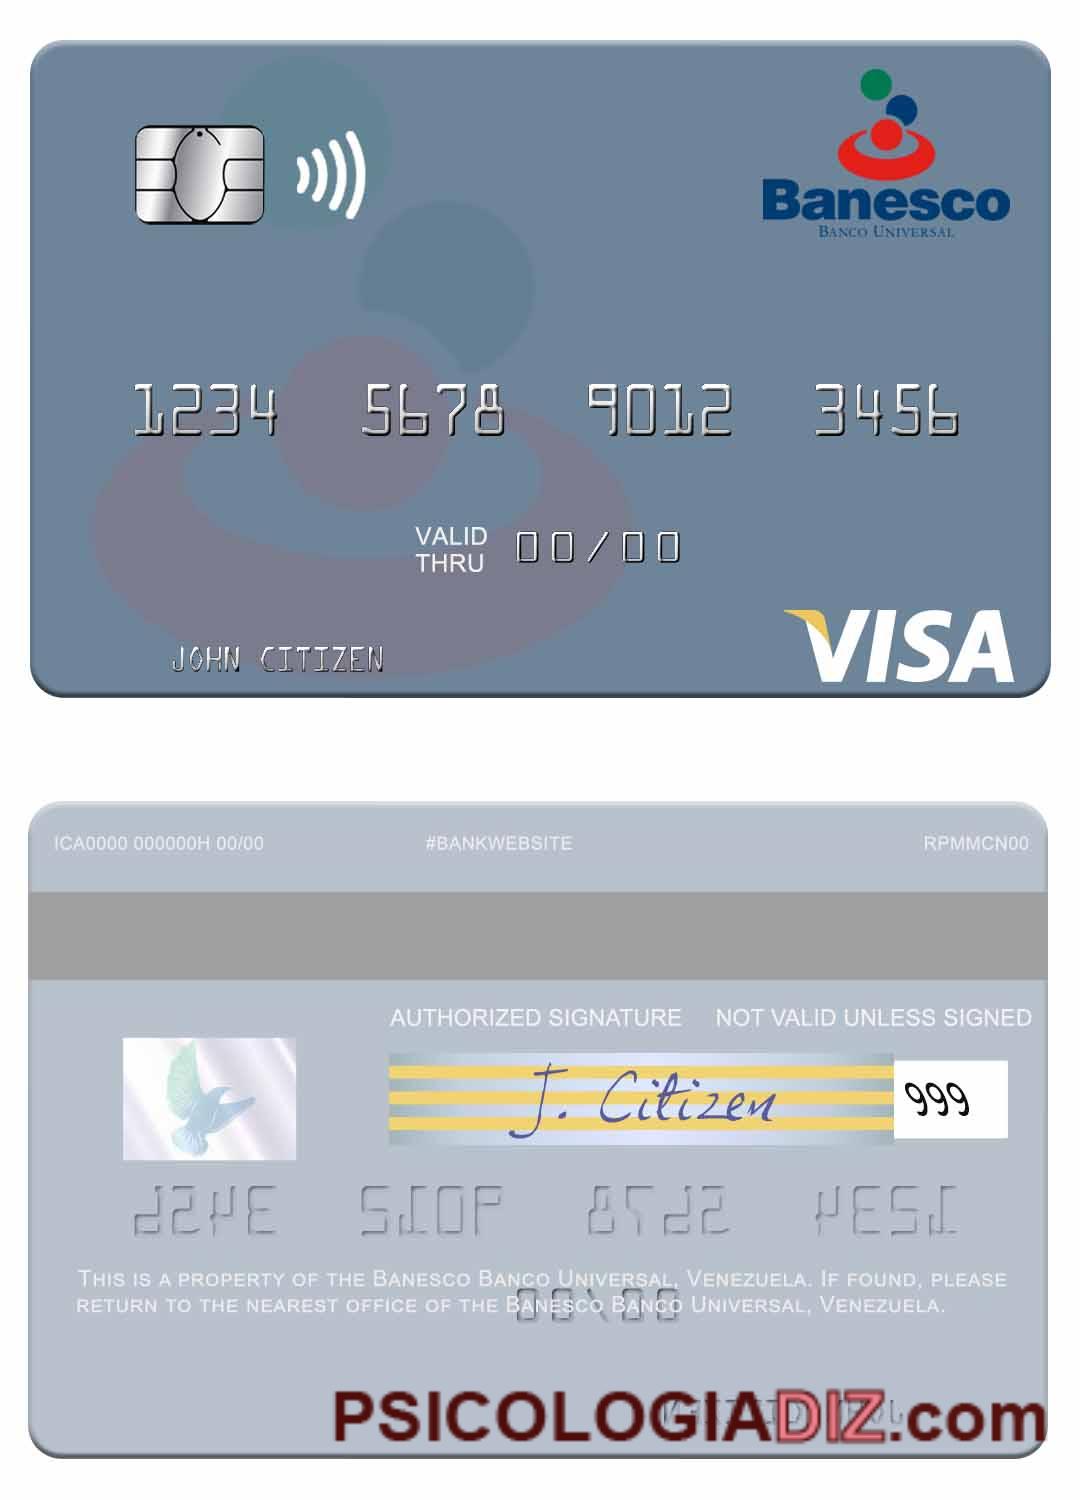 Banesco
BANCO UNIVERSAL
1234 5678 9012 3456
VALID THRU 00/00
JOHN CITIZEN
VISA
ICA0000 000000H 00/00 #BANKWEBSITE RPMMCN00
AUTHORIZED SIGNATURE NOT VALID UNLESS SIGNED
J. Citizen 999
THIS IS A PROPERTY OF THE BANESCO BANCO UNIVERSAL, VENEZUELA. IF FOUND, PLEASE
RETURN TO THE NEAREST OFFICE OF THE BANESCO BANCO UNIVERSAL, VENEZUELA.
PSICOLOGIADIZ.com